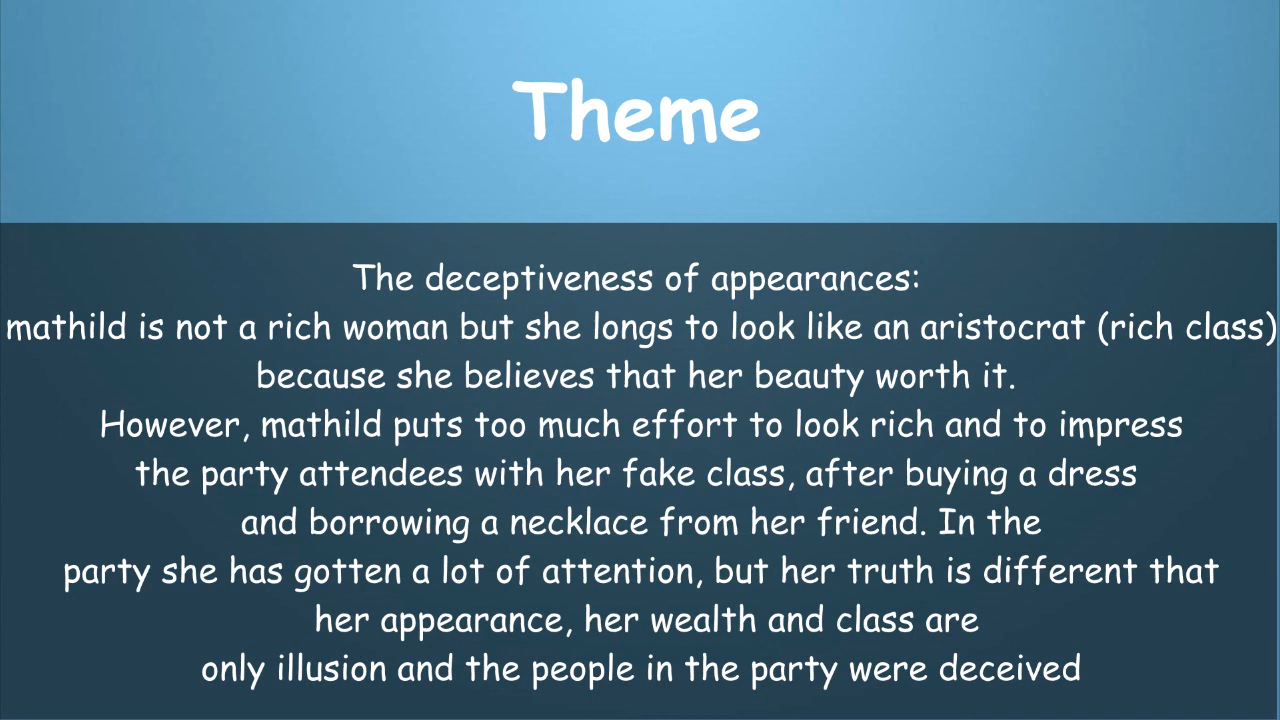 Theme
The deceptiveness of appearances:
mathild is not a rich woman but she longs to look like an aristocrat (rich class)
because she believes that her beauty worth it.
However, mathild puts too much effort to look rich and to impress
the party attendees with her fake class, after buying a dress
and borrowing a necklace from her friend. In the
party she has gotten a lot of attention, but her truth is different that
her appearance, her wealth and class are
only illusion and the people in the party were deceived